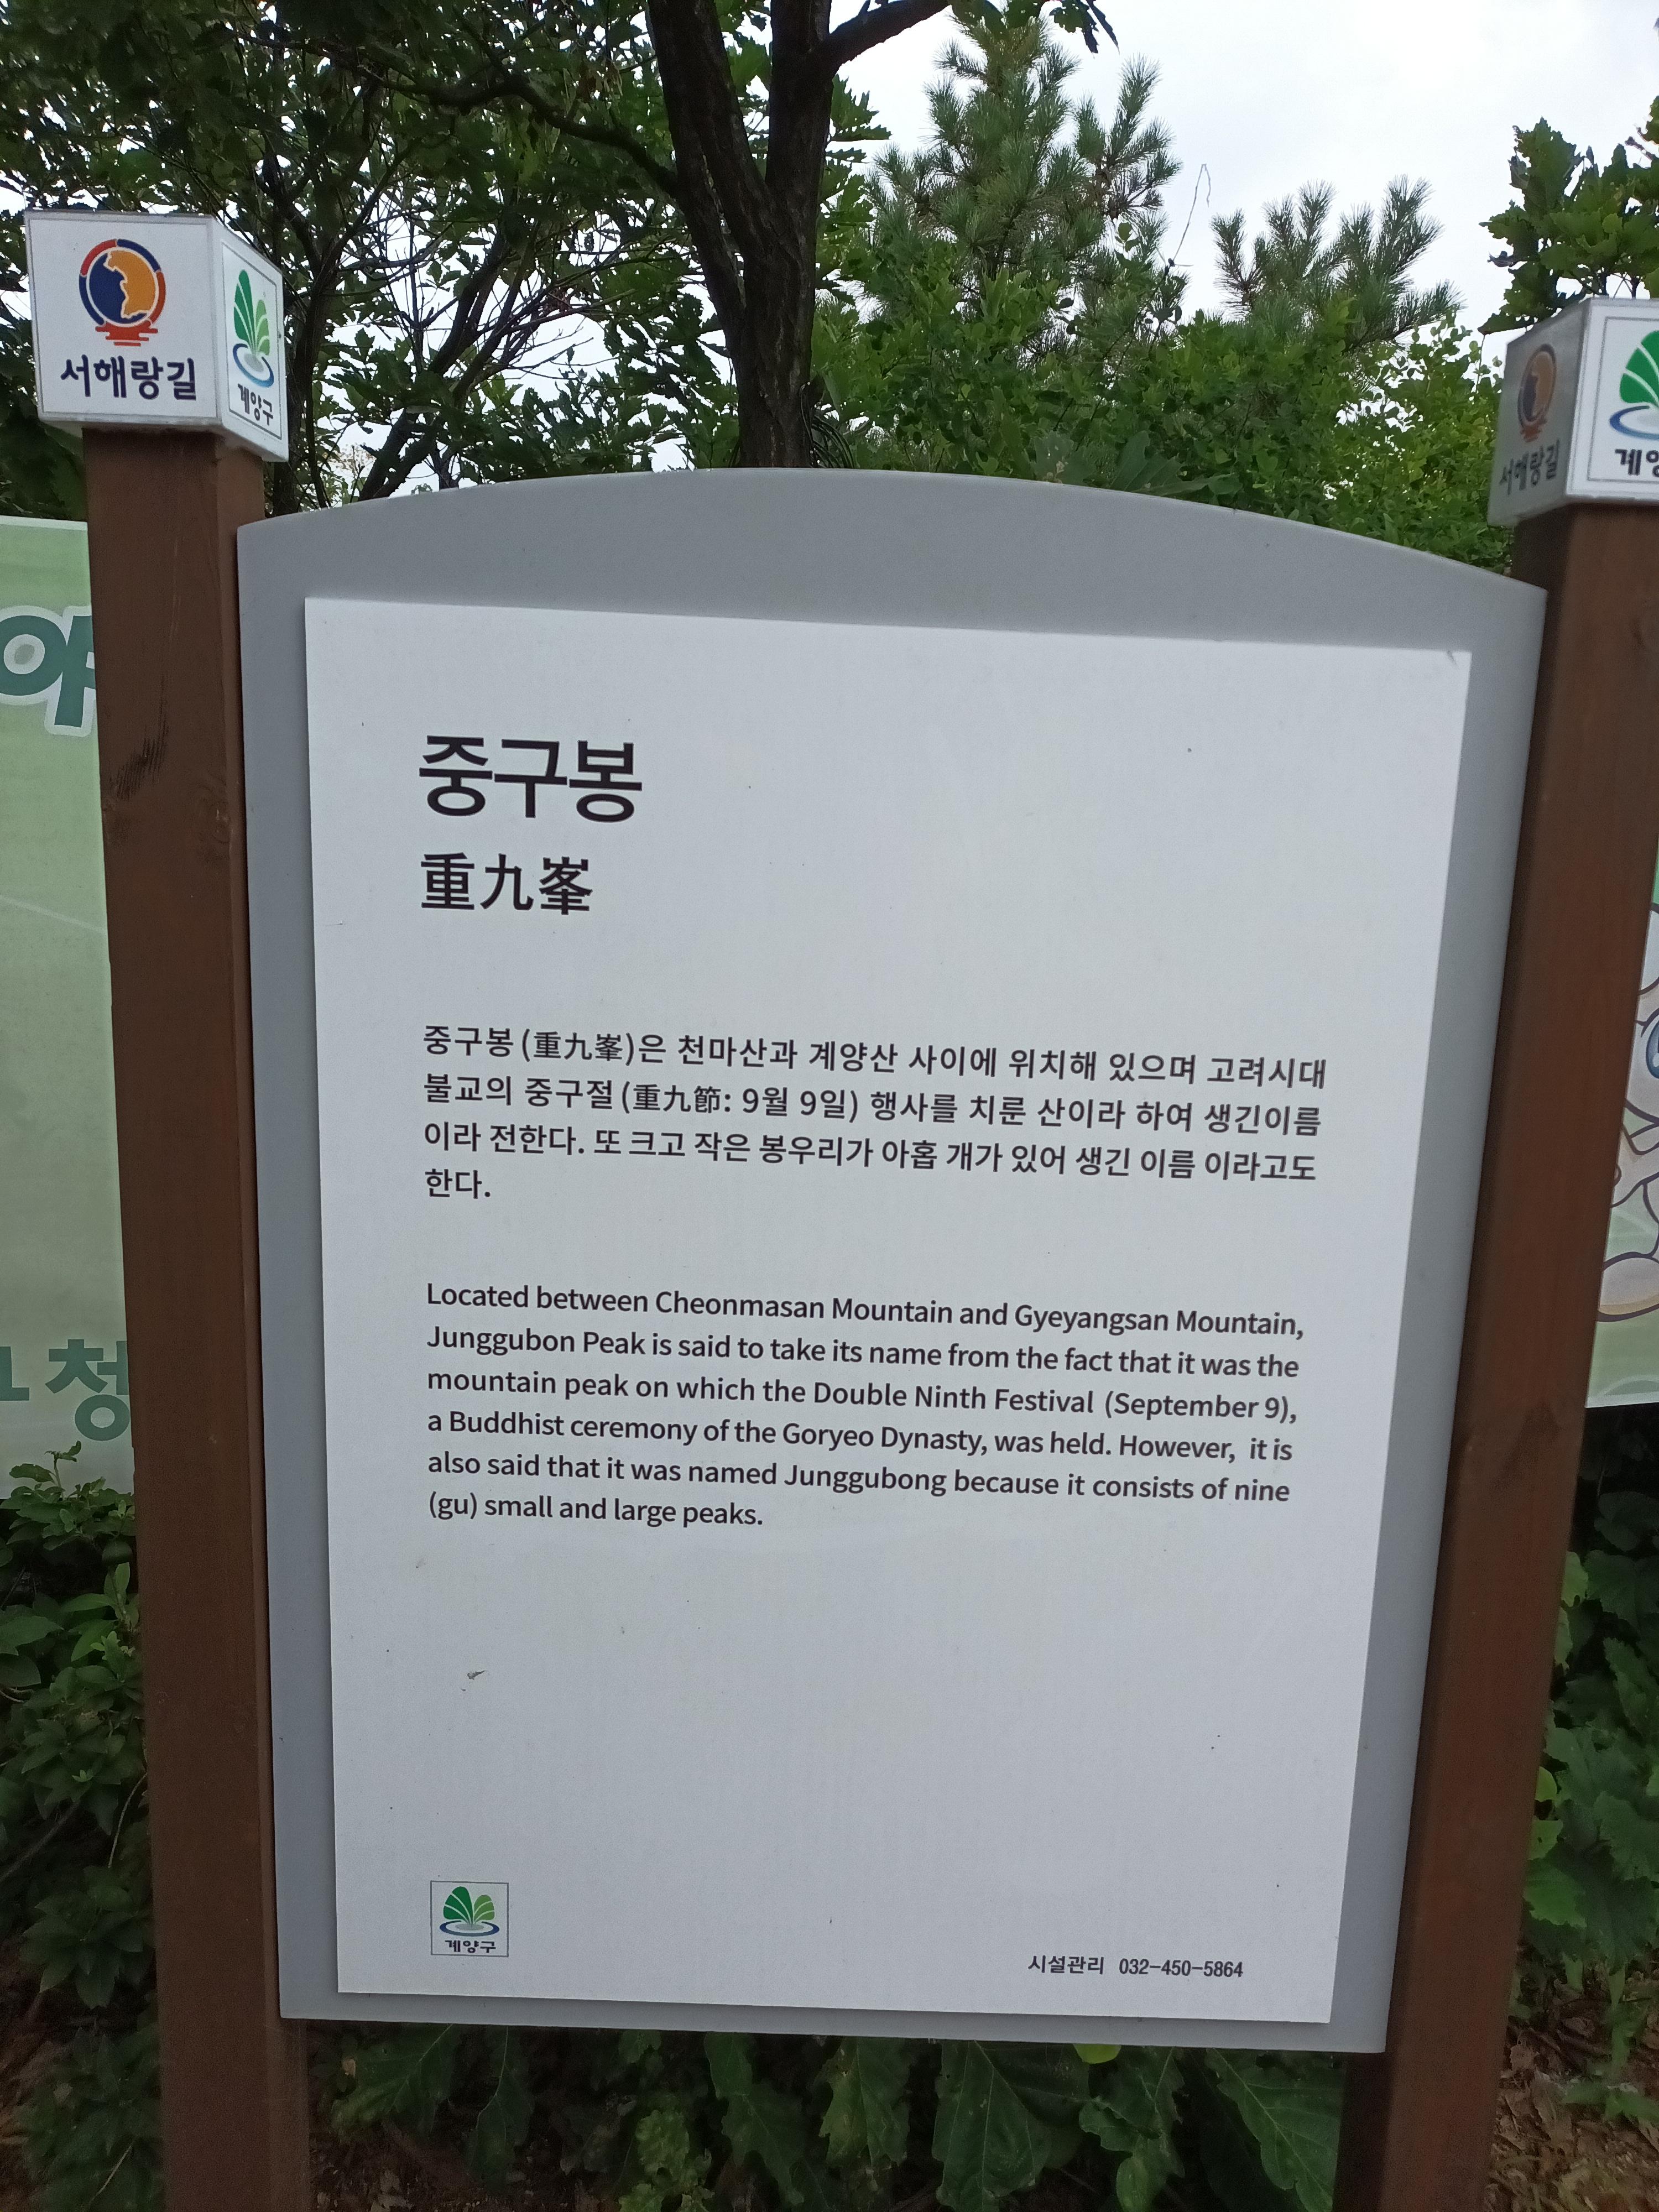 서해랑길
계양구
서해랑길
야
청
중구봉
重九峯
중구봉(重九峯)은 천마산과 계양산 사이에 위치해 있으며 고려시대
불교의 중구절(重九節: 9월 9일) 행사를 치룬 산이라 하여 생긴이름
이라 전한다. 또 크고 작은 봉우리가 아홉 개가 있어 생긴 이름 이라고도
한다.
Located between Cheonmasan Mountain and Gyeyangsan Mountain,
Junggubon Peak is said to take its name from the fact that it was the
mountain peak on which the Double Ninth Festival (September 9),
a Buddhist ceremony of the Goryeo Dynasty, was held. However, it is
also said that it was named Junggubong because it consists of nine
(gu) small and large peaks.
계양구
시설관리 032-450-5864